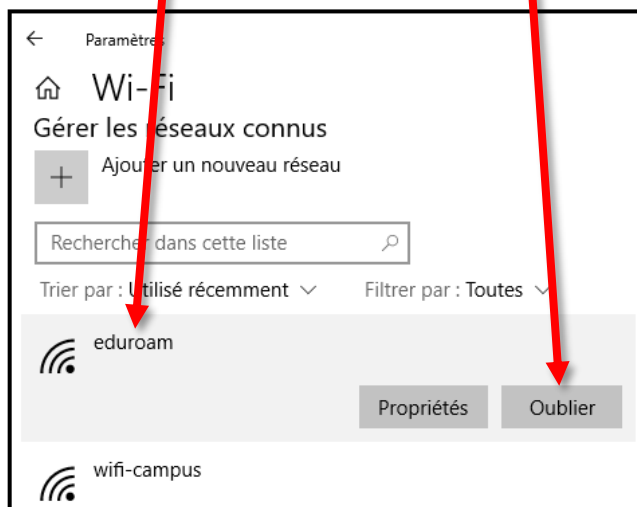 Paramètres
Wi-Fi
Gérer les réseaux connus
Ajouter un nouveau réseau
Rechercher dans cette liste
Trier par : Utilisé récemment Filtrer par : Toutes
eduroam
Propriétés Oublier
wifi-campus